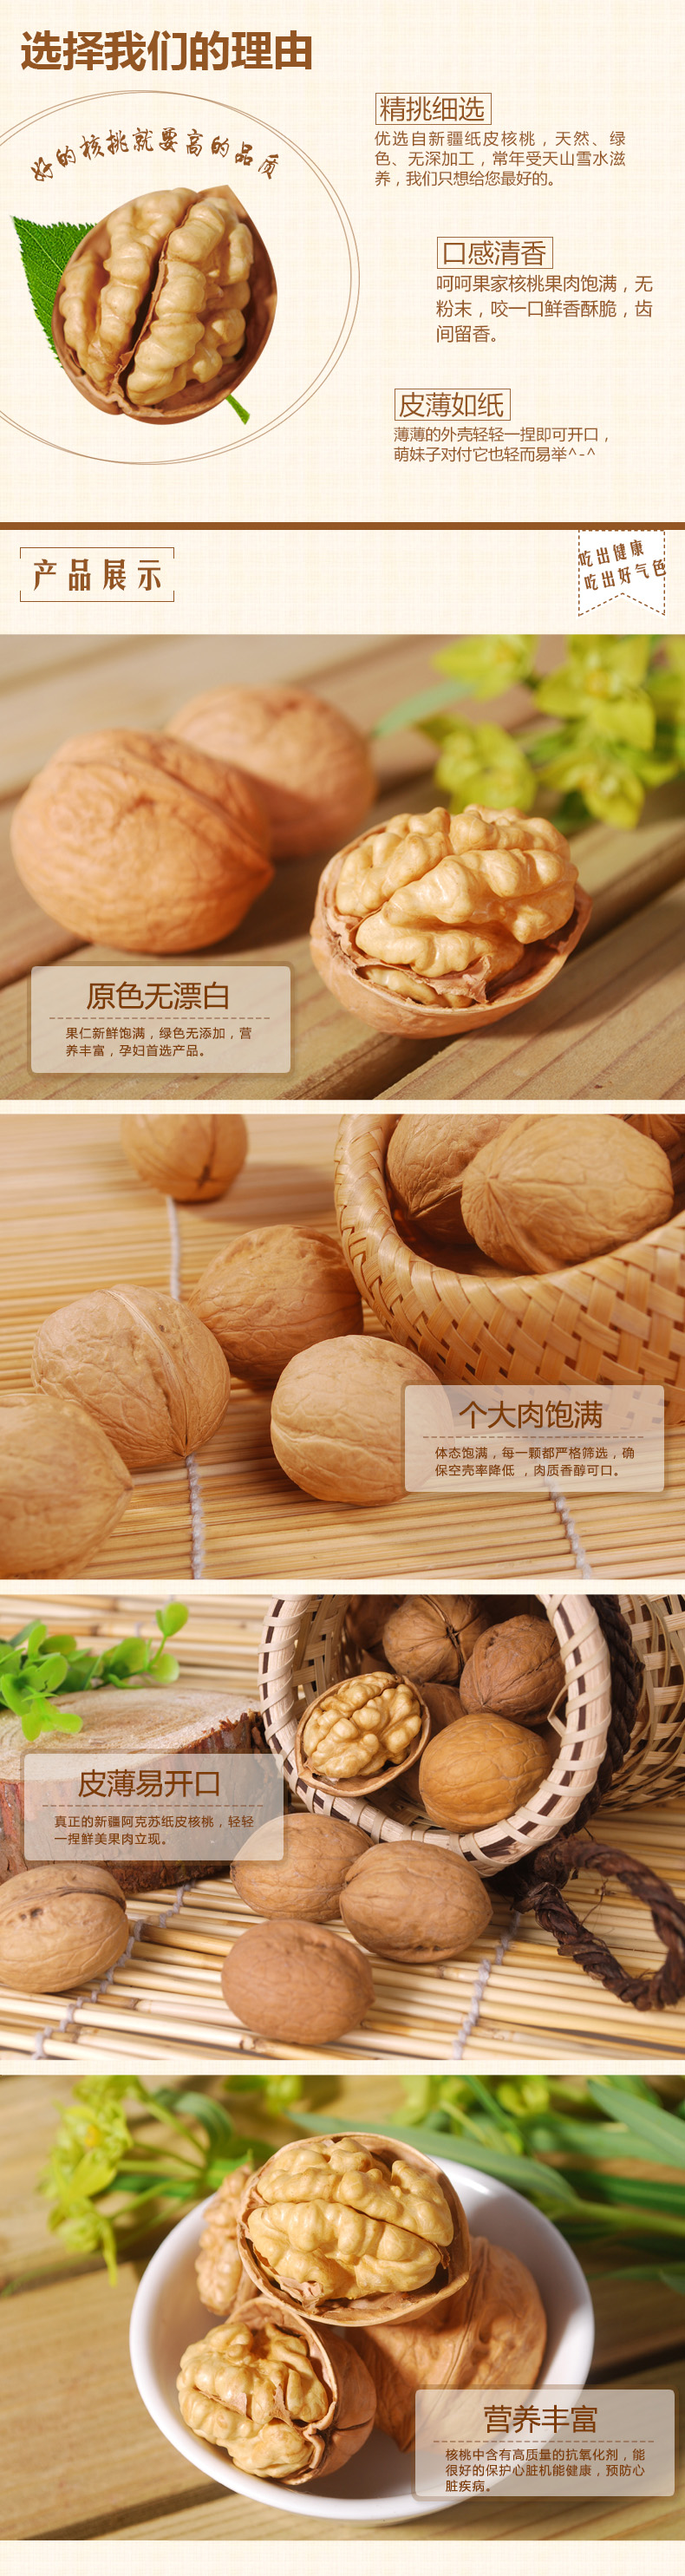 选择我们的理由
好的核挑就要高的品质
精挑细选
优选自新疆纸皮核桃，天然、绿
色、无深加工，常年受天山雪水滋
养，我们只想给您最好的。
口感清香
呵呵果家核桃果肉饱满，无
粉末，咬一口鲜香酥脆，齿
间留香。
皮薄如纸
薄薄的外壳轻轻一捏即可开口，
萌妹子对付它也轻而易举^-^
产品展示
吃出健康
吃出好气色
原色无漂白
果仁新鲜饱满，绿色无添加，营
养丰富，孕妇首选产品。
个大肉饱满
体态饱满，每一颗都严格筛选，确
保空壳率降低 ，肉质香醇可口。
皮薄易开口
真正的新疆阿克苏纸皮核桃，轻轻
一捏鲜美果肉立现。
营养丰富
核桃中含有高质量的抗氧化剂，能
很好的保护心脏机能健康，预防心
脏疾病。